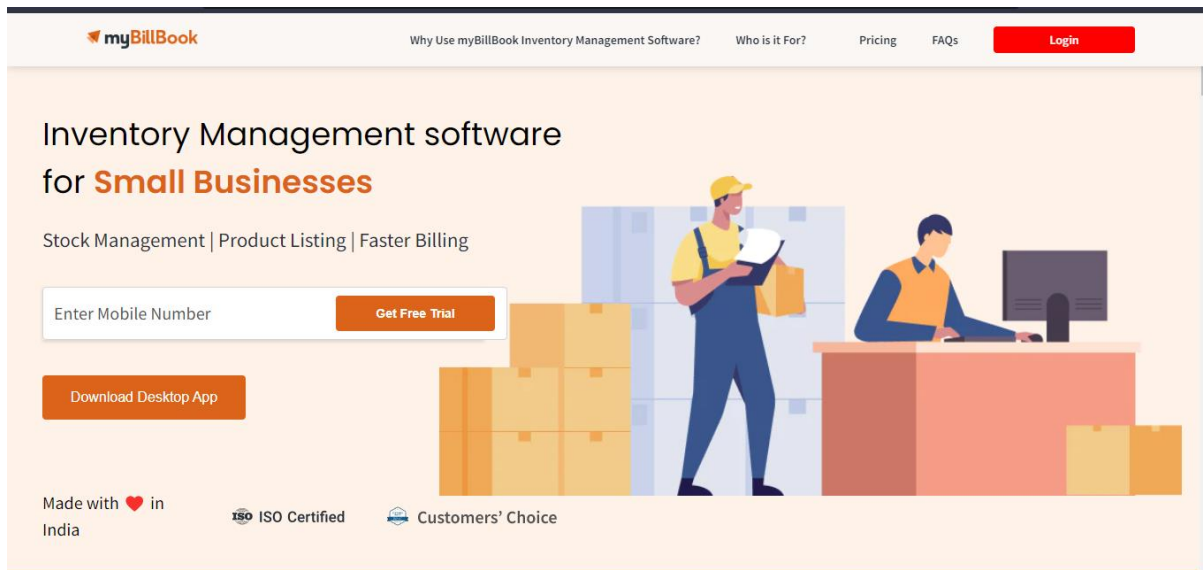 myBillBook
Why Use myBillBook Inventory Management Software?
Who is it For?
Pricing
FAQs
Login
Inventory Management software
for Small Businesses
Stock Management | Product Listing | Faster Billing
Enter Mobile Number
Get Free Trial
Download Desktop App
Made with ❤ in
India
ISO ISO Certified
Customers’ Choice